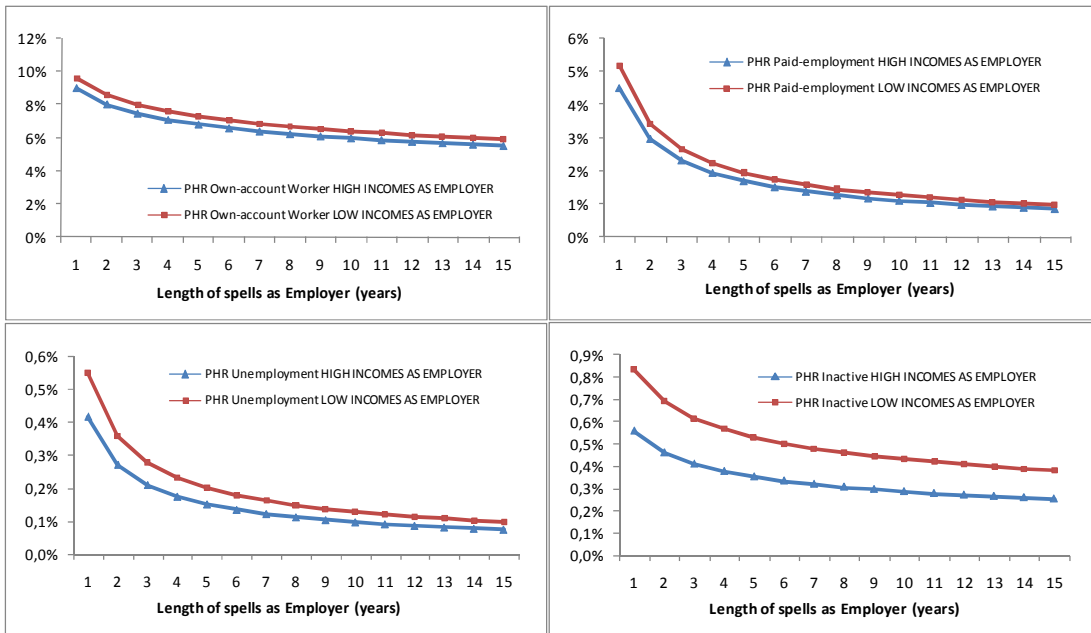 12%
10%
8%
6%
4%
2%
0%
PHR Own-account Worker HIGH INCOMES AS EMPLOYER
PHR Own-account Worker LOW INCOMES AS EMPLOYER
1 2 3 4 5 6 7 8 9 10 11 12 13 14 15
Length of spells as Employer (years)
6%
5%
4%
3%
2%
1%
0%
PHR Paid-employment HIGH INCOMES AS EMPLOYER
PHR Paid-employment LOW INCOMES AS EMPLOYER
1 2 3 4 5 6 7 8 9 10 11 12 13 14 15
Length of spells as Employer (years)
0,6%
0,5%
0,4%
0,3%
0,2%
0,1%
0,0%
PHR Unemployment HIGH INCOMES AS EMPLOYER
PHR Unemployment LOW INCOMES AS EMPLOYER
1 2 3 4 5 6 7 8 9 10 11 12 13 14 15
Length of spells as Employer (years)
0,9%
0,8%
0,7%
0,6%
0,5%
0,4%
0,3%
0,2%
0,1%
0,0%
PHR Inactive HIGH INCOMES AS EMPLOYER
PHR Inactive LOW INCOMES AS EMPLOYER
1 2 3 4 5 6 7 8 9 10 11 12 13 14 15
Length of spells as Employer (years)